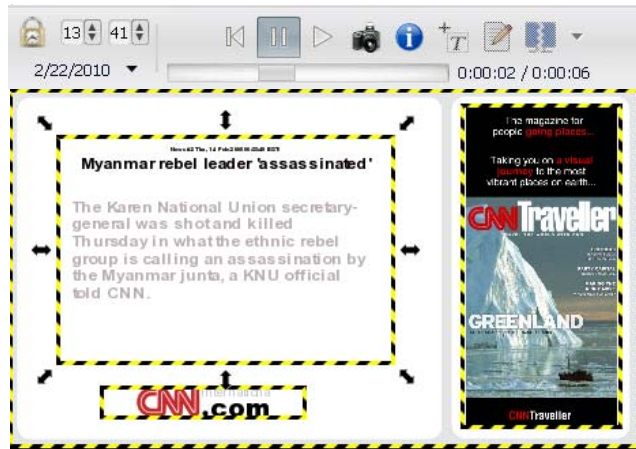 13 41
2/22/2010
0:00:02 / 0:00:06
Myanmar rebel leader 'assassinated'
The Karen National Union secretary-
general was shot and killed
Thursday in what the ethnic rebel
group is calling an assassination by
the Myanmar junta, a KNU official
told CNN.
International
CNN.com
The magazine for
people going places...
Taking you on a visual
journey to the most
vibrant places on earth...
CNNTraveller
GREENLAND
CNNTraveller